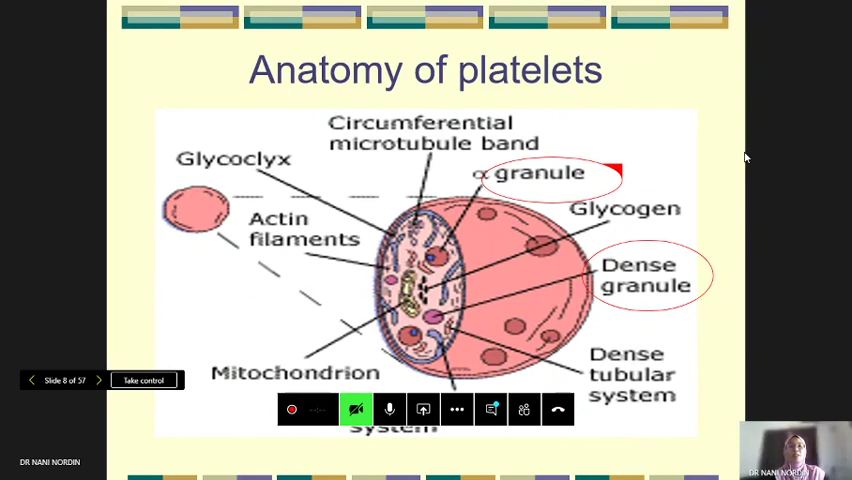 Anatomy of platelets
Circumferential
microtubule band
Glycoclyx
α granule
Glycogen
Actin
filaments
Dense
granule
Mitochondrion
Dense
tubular
system
system
Slide 8 of 57
Take control
--:--
DR NANI NORDIN
DR NANI NORDIN